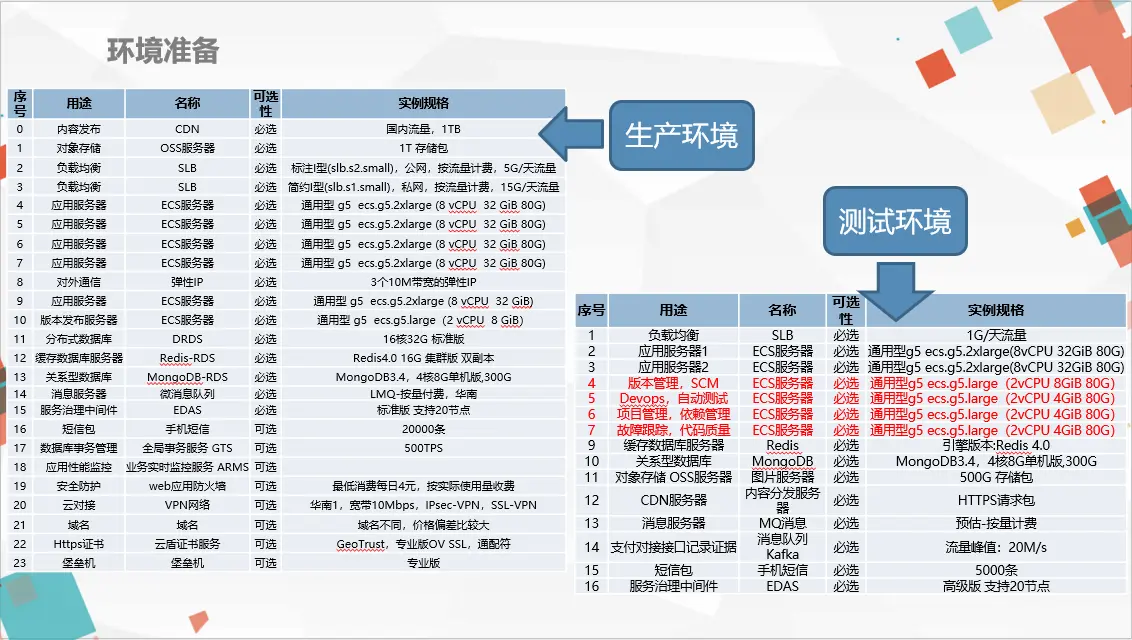 环境准备
序号 用途 名称 可选性 实例规格
0 内容发布 CDN 必选 国内流量，1TB
1 对象存储 OSS服务器 必选 1T 存储包
2 负载均衡 SLB 必选 标注I型(slb.s2.small)，公网，按流量计费，5G/天流量
3 负载均衡 SLB 必选 简约I型(slb.s1.small)，私网，按流量计费，15G/天流量
4 应用服务器 ECS服务器 必选 通用型 g5 ecs.g5.2xlarge (8 vCPU 32 GiB 80G)
5 应用服务器 ECS服务器 必选 通用型 g5 ecs.g5.2xlarge (8 vCPU 32 GiB 80G)
6 应用服务器 ECS服务器 必选 通用型 g5 ecs.g5.2xlarge (8 vCPU 32 GiB 80G)
7 应用服务器 ECS服务器 必选 通用型 g5 ecs.g5.2xlarge (8 vCPU 32 GiB 80G)
8 对外通信 弹性IP 必选 3个10M带宽的弹性IP
9 应用服务器 ECS服务器 必选 通用型 g5 ecs.g5.2xlarge (8 vCPU 32 GiB)
10 版本发布服务器 ECS服务器 必选 通用型 g5 ecs.g5.large (2 vCPU 8 GiB)
11 分布式数据库 DRDS 必选 16核32G 标准版
12 缓存数据库服务器 Redis-RDS 必选 Redis4.0 16G 集群版 双副本
13 关系型数据库 MongoDB-RDS 必选 MongoDB3.4，4核8G单机版,300G
14 消息服务器 微消息队列 必选 LMQ-按量付费，华南
15 服务治理中间件 EDAS 必选 标准版 支持20节点
16 短信包 手机短信 可选 20000条
17 数据库事务管理 全局事务服务 GTS 可选 500TPS
18 应用性能监控 业务实时监控服务 ARMS 可选
19 安全防护 web应用防火墙 可选 最低消费每日4元，按实际使用量收费
20 云对接 VPN网络 可选 华南1，宽带10Mbps，IPsec-VPN，SSL-VPN
21 域名 域名 可选 域名不同，价格偏差比较大
22 Https证书 云盾证书服务 可选 GeoTrust，专业版OV SSL，通配符
23 堡垒机 堡垒机 可选 专业版
生产环境
测试环境
序号 用途 名称 可选性 实例规格
1 负载均衡 SLB 必选 1G/天流量
2 应用服务器1 ECS服务器 必选 通用型g5 ecs.g5.2xlarge(8vCPU 32GiB 80G)
3 应用服务器2 ECS服务器 必选 通用型g5 ecs.g5.2xlarge(8vCPU 32GiB 80G)
4 版本管理，SCM ECS服务器 必选 通用型g5 ecs.g5.large（2vCPU 8GiB 80G）
5 Devops，自动测试 ECS服务器 必选 通用型g5 ecs.g5.large（2vCPU 4GiB 80G）
6 项目管理，依赖管理 ECS服务器 必选 通用型g5 ecs.g5.large（2vCPU 4GiB 80G）
7 故障跟踪，代码质量 ECS服务器 必选 通用型g5 ecs.g5.large（2vCPU 4GiB 80G）
9 缓存数据库服务器 Redis 必选 引擎版本:Redis 4.0
10 关系型数据库 MongoDB 必选 MongoDB3.4，4核8G单机版,300G
11 对象存储 OSS服务器 图片服务器 必选 500G 存储包
12 CDN服务器 内容分发服务器 必选 HTTPS请求包
13 消息服务器 MQ消息 必选 预估-按量计费
14 支付对接接口记录证据 消息队列 Kafka 必选 流量峰值：20M/s
15 短信包 手机短信 必选 5000条
16 服务治理中间件 EDAS 必选 高级版 支持20节点